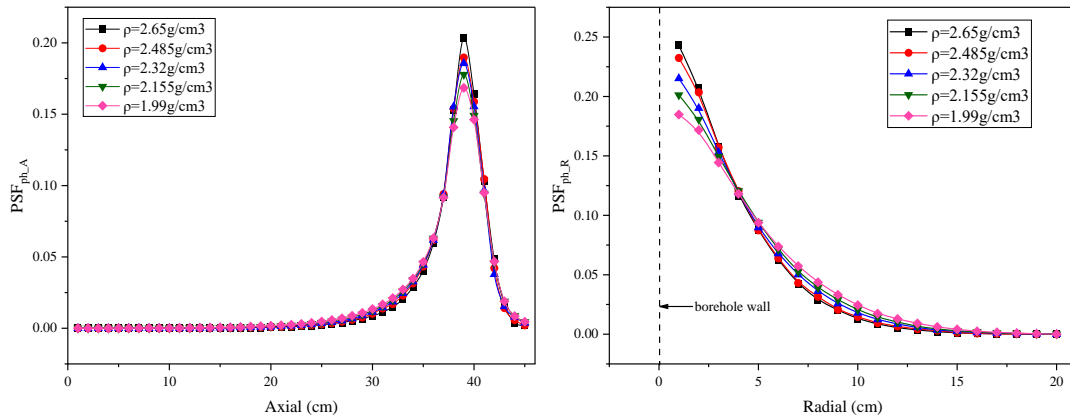 ρ=2.65g/cm3
ρ=2.485g/cm3
ρ=2.32g/cm3
ρ=2.155g/cm3
ρ=1.99g/cm3
0.20
0.15
0.10
0.05
0.00
PSFph_A
0 10 20 30 40
Axial (cm)
ρ=2.65g/cm3
ρ=2.485g/cm3
ρ=2.32g/cm3
ρ=2.155g/cm3
ρ=1.99g/cm3
0.25
0.20
0.15
0.10
0.05
0.00
PSFph_R
borehole wall
0 5 10 15 20
Radial (cm)